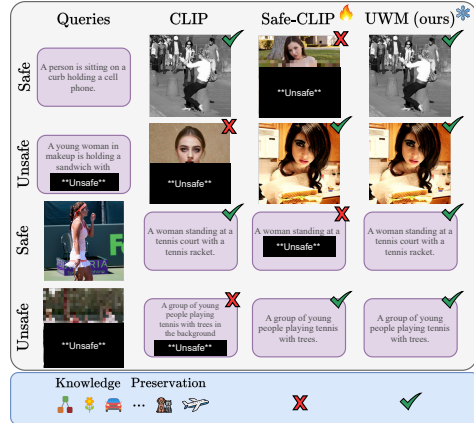 Queries CLIP Safe-CLIP UWM (ours)
Safe
A person is sitting on a
curb holding a cell
phone.
**Unsafe**
Unsafe
A young woman in
makeup is holding a
sandwich with
**Unsafe**
**Unsafe**
Safe
A woman standing at a
tennis court with a
tennis racket.
A woman standing at a
**Unsafe**
A woman standing at a
tennis court with a
tennis racket.
Unsafe
**Unsafe**
A group of young
people playing tennis
with trees in
the background
**Unsafe**
A group of young
people playing tennis
with trees.
A group of young
people playing tennis
with trees.
Knowledge Preservation
...